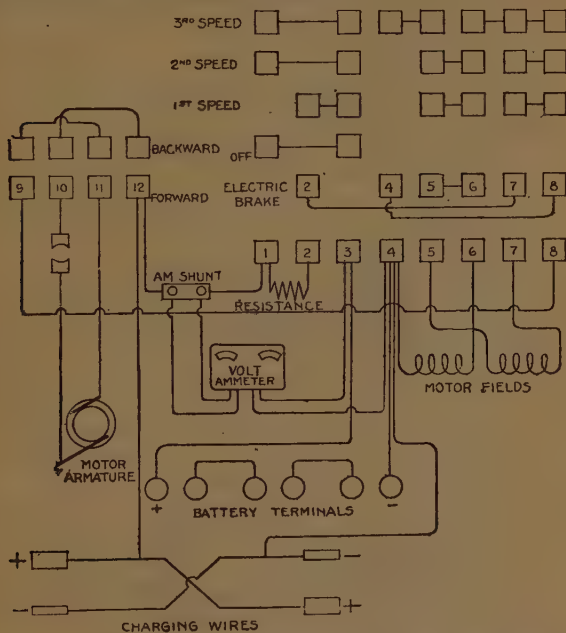 3RD SPEED
2ND SPEED
1ST SPEED
BACKWARD
OFF
9 10 11 12 FORWARD
ELECTRIC BRAKE 2 4 5 6 7 8
1 2 3 4 5 6 7 8
AM SHUNT
RESISTANCE
VOLT
AMMETER
MOTOR FIELDS
MOTOR
ARMATURE
+ BATTERY TERMINALS -
+ -
- +
CHARGING WIRES